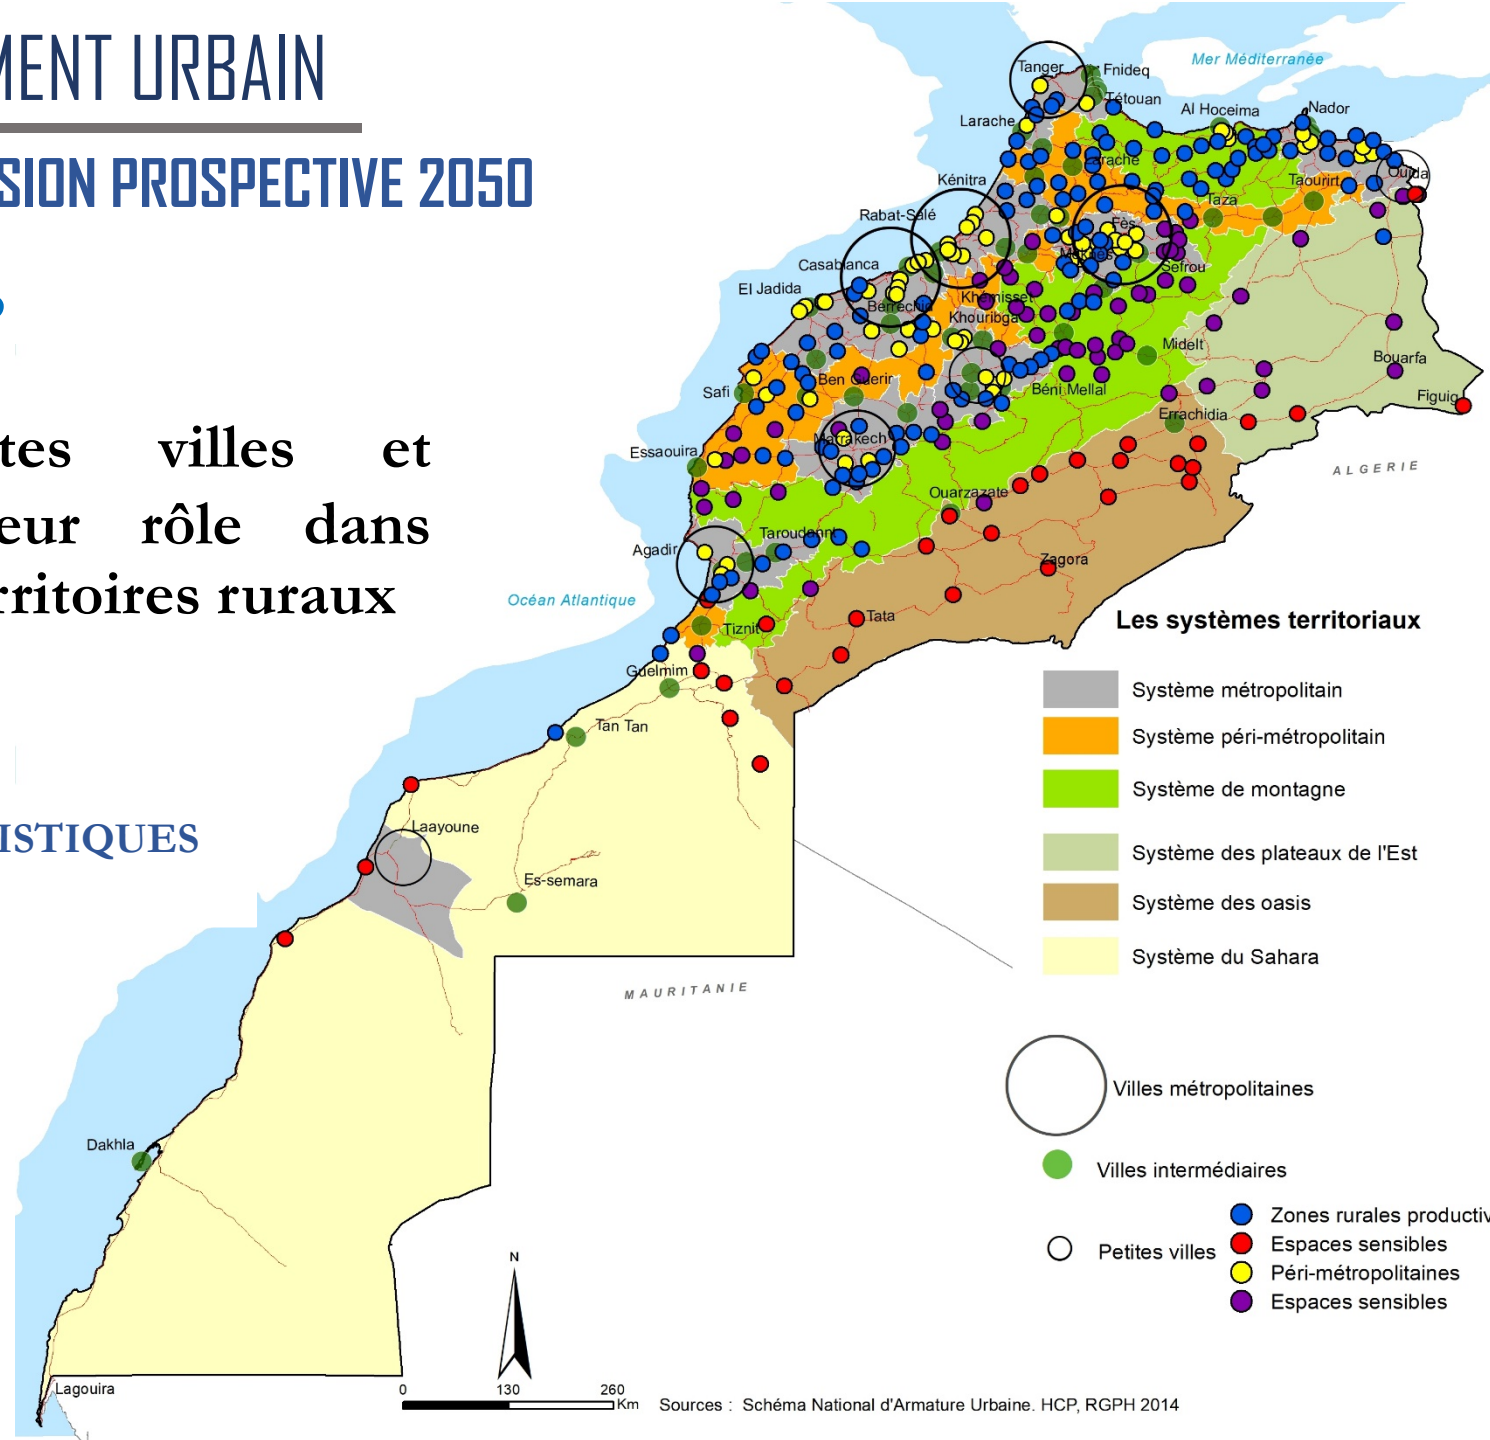 MENT URBAIN
SION PROSPECTIVE 2050
tes villes et
eur rôle dans
rritoires ruraux
ISTIQUES
Mer Méditerranée
Tanger
Fnideq
Tétouan
Larache
Al Hoceima
Nador
Larache
Kénitra
Taourirt
Oujda
Rabat-Salé
Taza
Fès
Meknès
Casablanca
Sefrou
El Jadida
Berrechid
Khémisset
Khouribga
Midelt
Bouarfa
Safi
Ben Guerir
Béni Mellal
Figuig
Errachidia
Marrakech
Essaouira
ALGERIE
Ouarzazate
Taroudannt
Agadir
Zagora
Océan Atlantique
Tata
Tiznit
Guelmim
Tan Tan
Laayoune
Es-semara
MAURITANIE
Dakhla
Lagouira
Les systèmes territoriaux
Système métropolitain
Système péri-métropolitain
Système de montagne
Système des plateaux de l'Est
Système des oasis
Système du Sahara
Villes métropolitaines
Villes intermédiaires
Petites villes
Zones rurales productiv
Espaces sensibles
Péri-métropolitaines
Espaces sensibles
N
0 130 260
Km
Sources : Schéma National d'Armature Urbaine. HCP, RGPH 2014